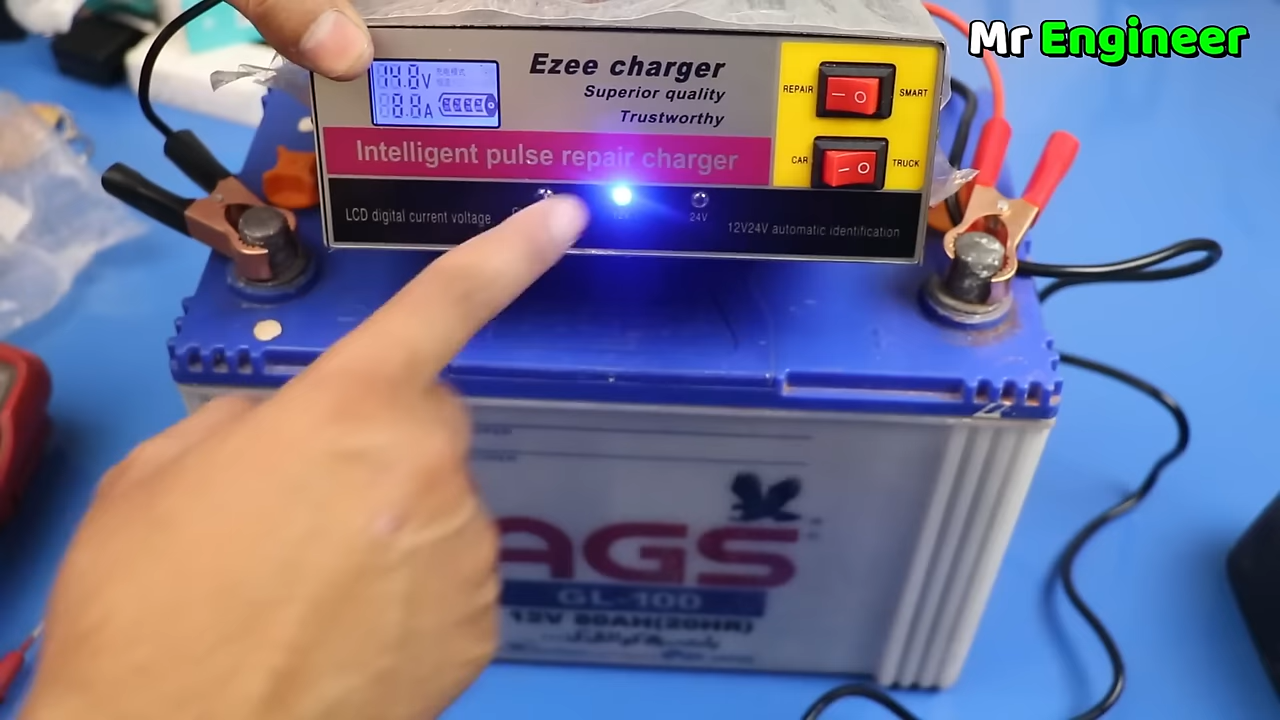 Mr Engineer
14.8V
8.8A
Ezee charger
Superior quality
Trustworthy
REPAIR
SMART
CAR
TRUCK
Intelligent pulse repair charger
LCD digital current voltage
12V
24V
12V24V automatic identification
AGS
GL-100
12V 80AH(20HR)